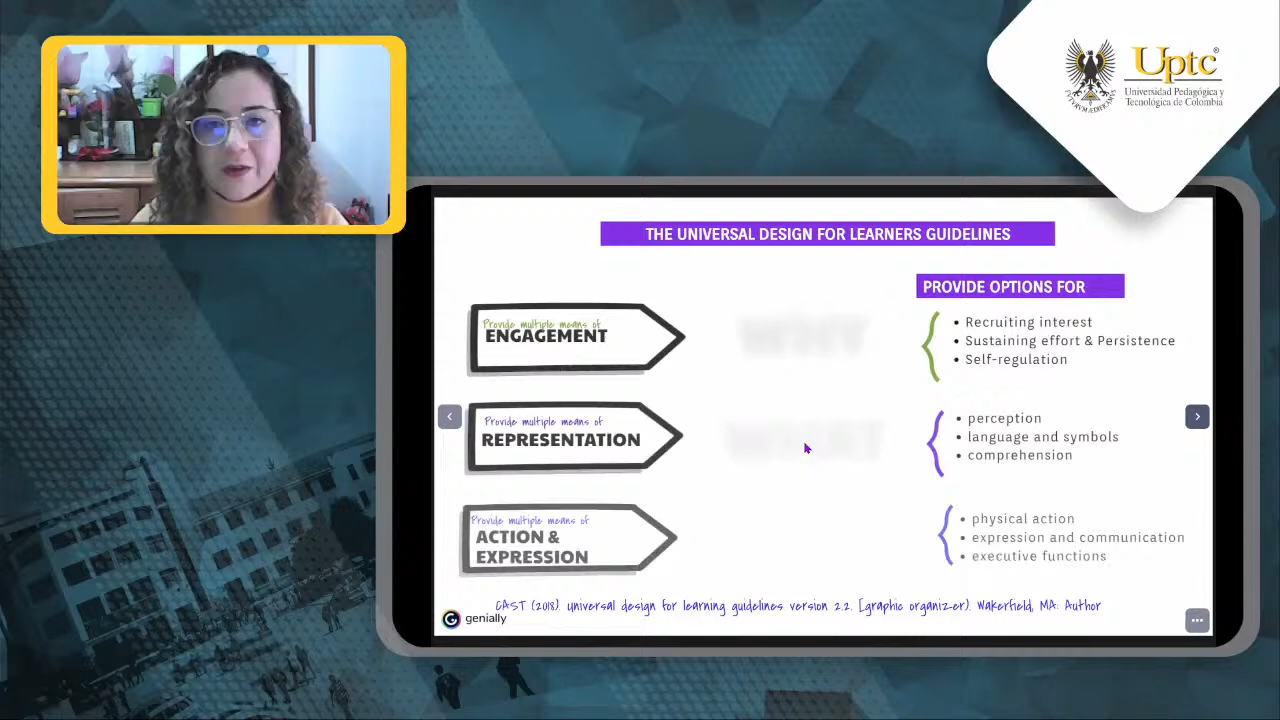 Uptc
Universidad Pedagógica y
Tecnológica de Colombia
THE UNIVERSAL DESIGN FOR LEARNERS GUIDELINES
PROVIDE OPTIONS FOR
Provide multiple means of
ENGAGEMENT
• Recruiting interest
• Sustaining effort & Persistence
• Self-regulation
Provide multiple means of
REPRESENTATION
• perception
• language and symbols
• comprehension
Provide multiple means of
ACTION &
EXPRESSION
• physical action
• expression and communication
• executive functions
CAST (2018). Universal design for learning guidelines version 2.2. [graphic organizer). Wakerfield, MA: Author
genially